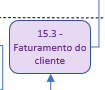 15.3 -
Faturamento do
cliente